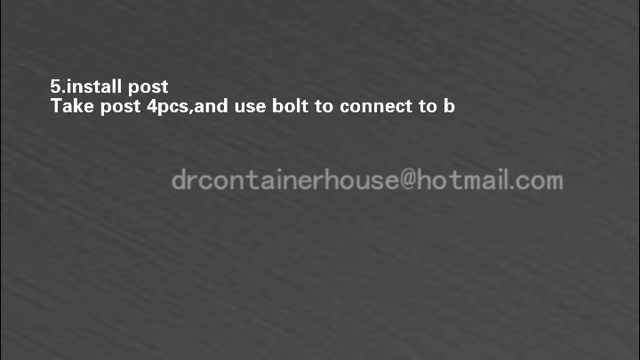 5.install post
Take post 4pcs,and use bolt to connect to b
drcontainerhouse@hotmail.com